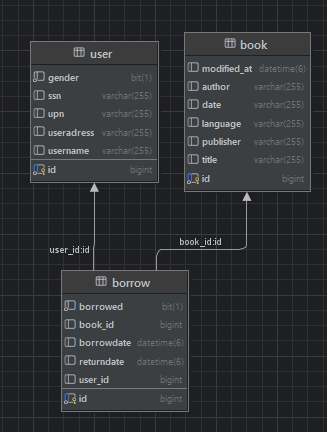 user
gender bit(1)
ssn varchar(255)
upn varchar(255)
useradress varchar(255)
username varchar(255)
id bigint
book
modified_at datetime(6)
author varchar(255)
date varchar(255)
language varchar(255)
publisher varchar(255)
title varchar(255)
id bigint
user_id:id
book_id:id
borrow
borrowed bit(1)
book_id bigint
borrowdate datetime(6)
returndate datetime(6)
user_id bigint
id bigint